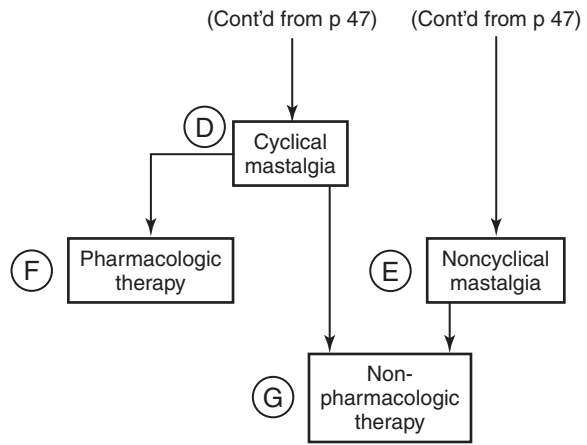 (Cont'd from p 47) (Cont'd from p 47)
D
Cyclical
mastalgia
F
Pharmacologic
therapy
E
Noncyclical
mastalgia
G
Non-
pharmacologic
therapy